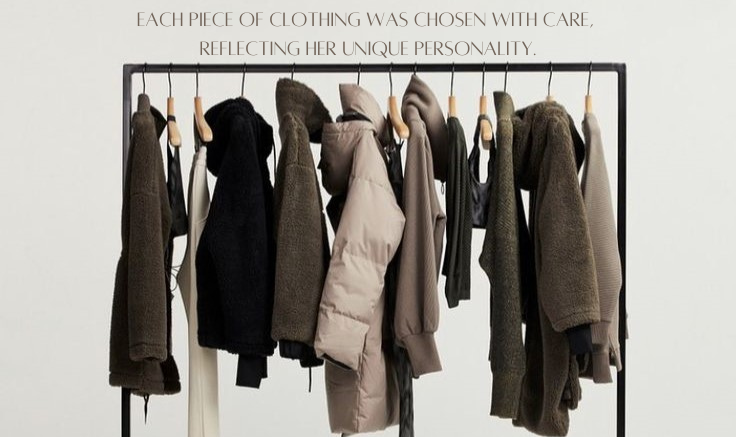 EACH PIECE OF CLOTHING WAS CHOSEN WITH CARE,
REFLECTING HER UNIQUE PERSONALITY.